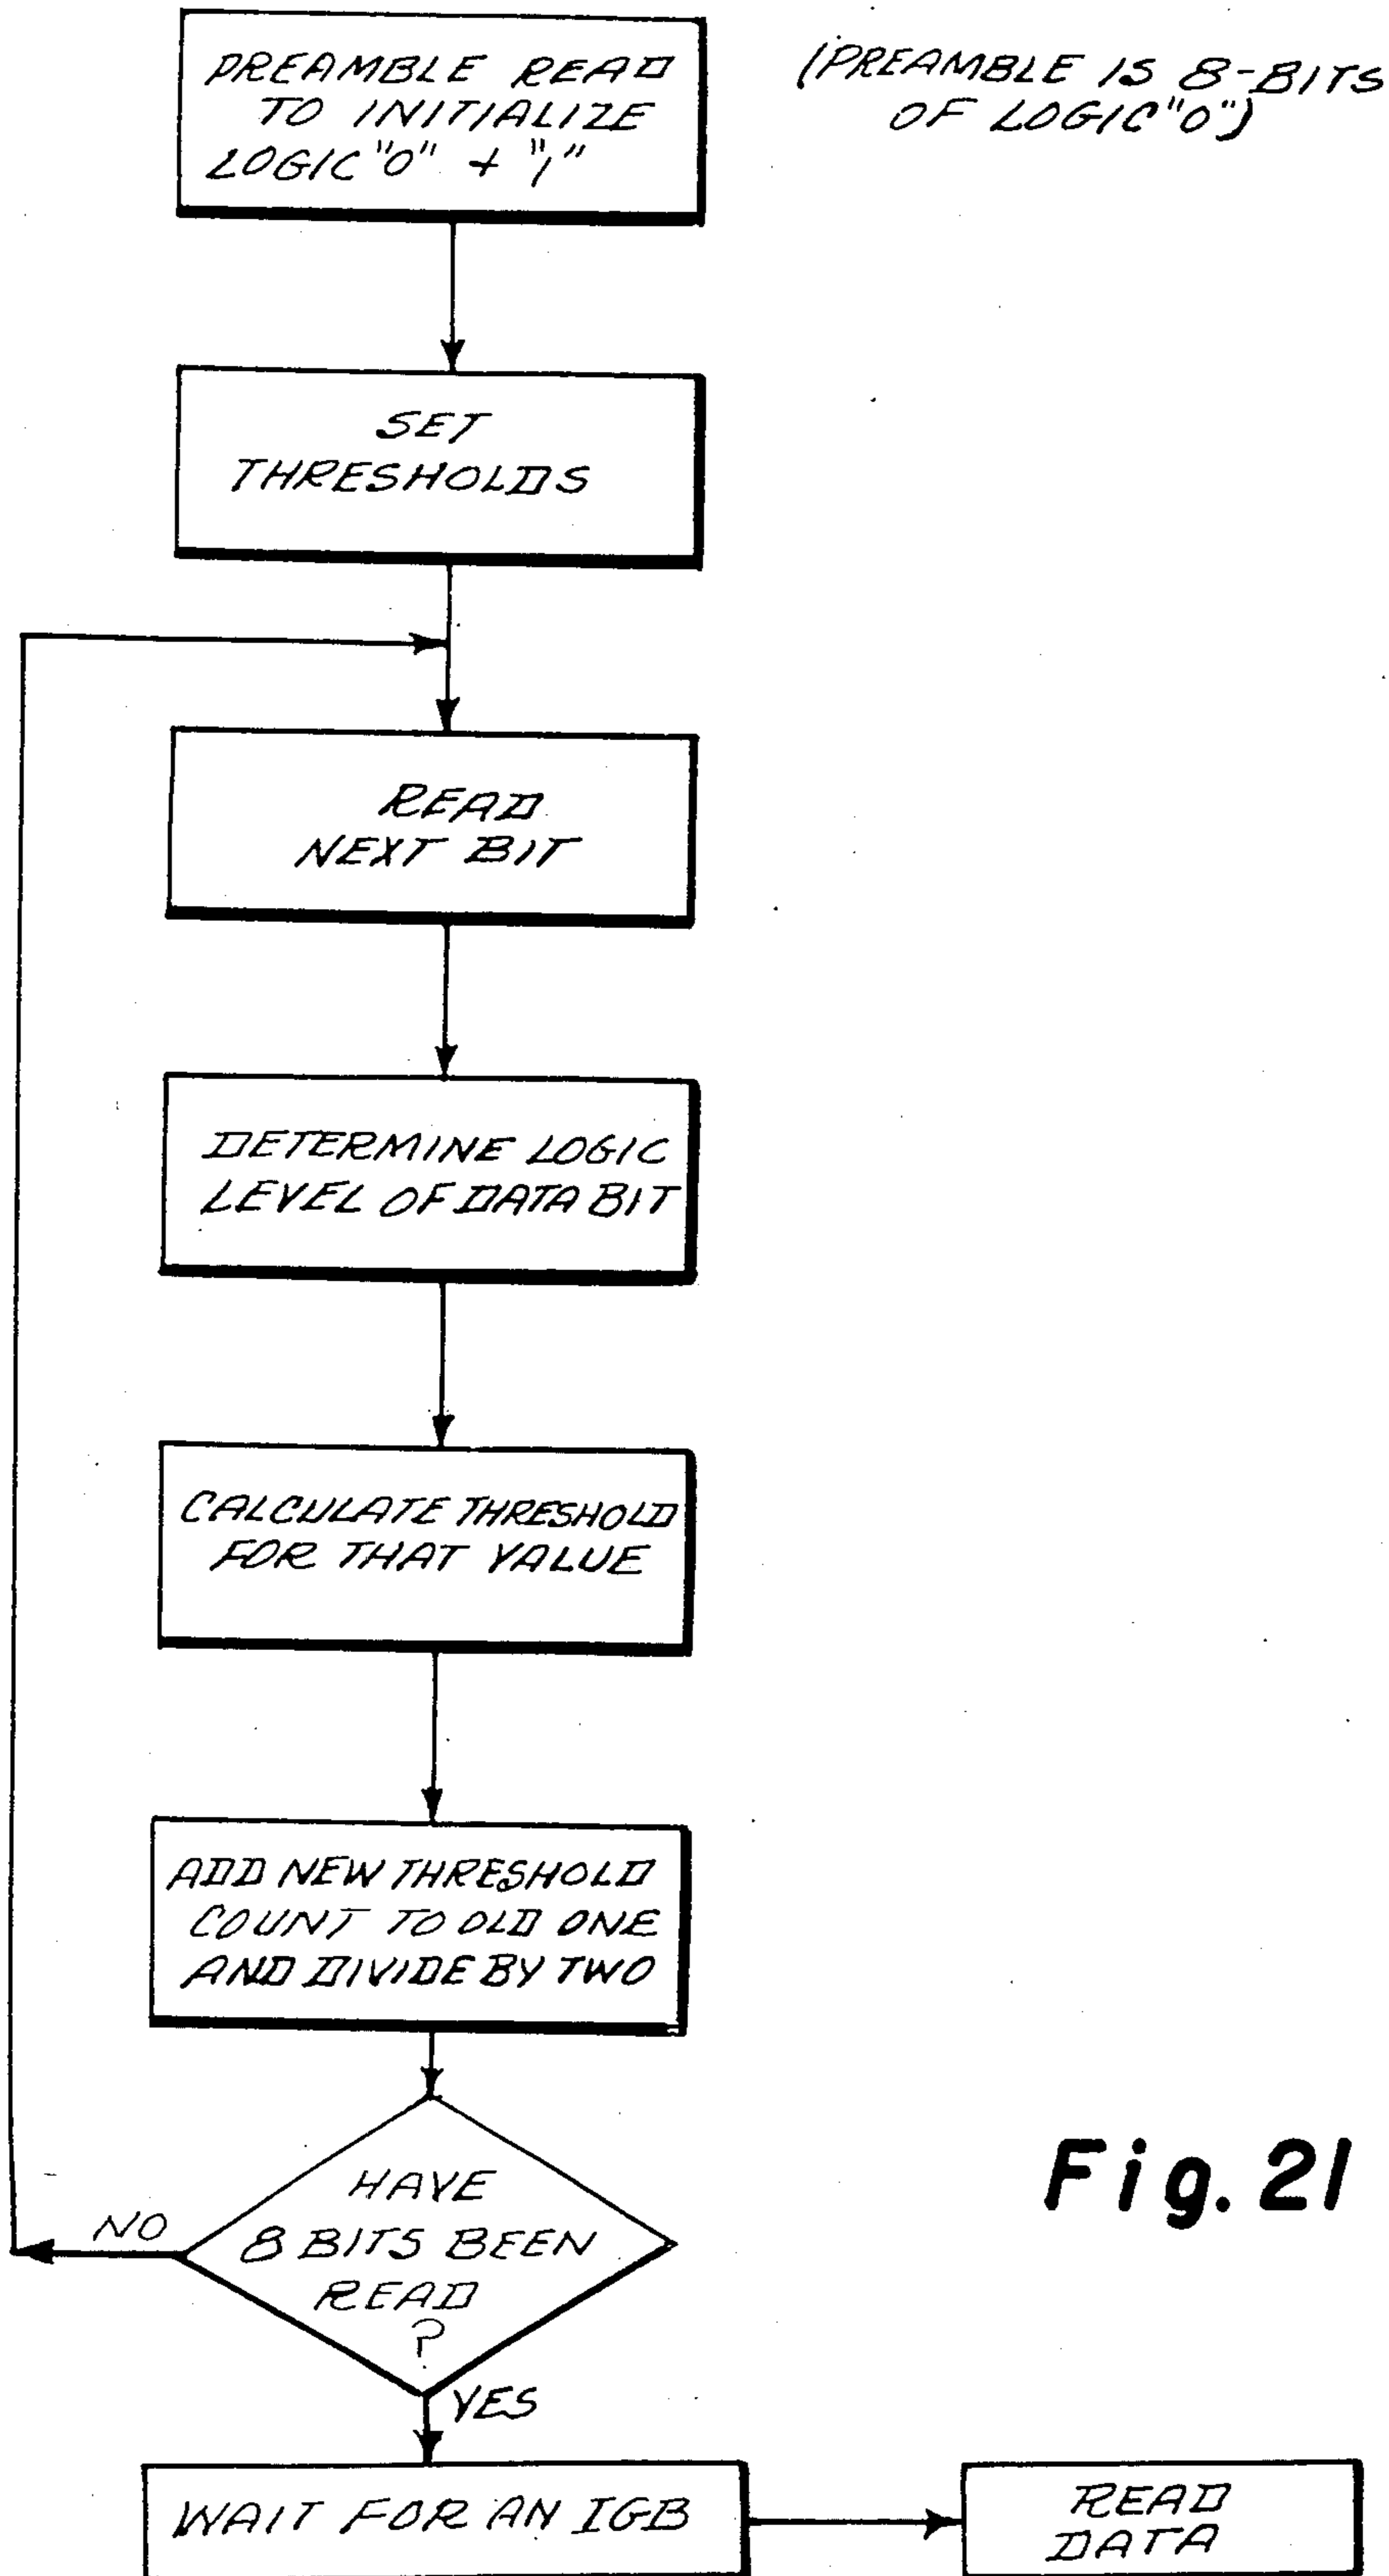 PREAMBLE READ
TO INITIALIZE
LOGIC "0" + "1"
(PREAMBLE IS 8-BITS
OF LOGIC "0")
SET
THRESHOLDS
READ
NEXT BIT
DETERMINE LOGIC
LEVEL OF DATA BIT
CALCULATE THRESHOLD
FOR THAT VALUE
ADD NEW THRESHOLD
COUNT TO OLD ONE
AND DIVIDE BY TWO
HAVE
8 BITS BEEN
READ
?
NO
YES
WAIT FOR AN IGB
READ
DATA
Fig. 21